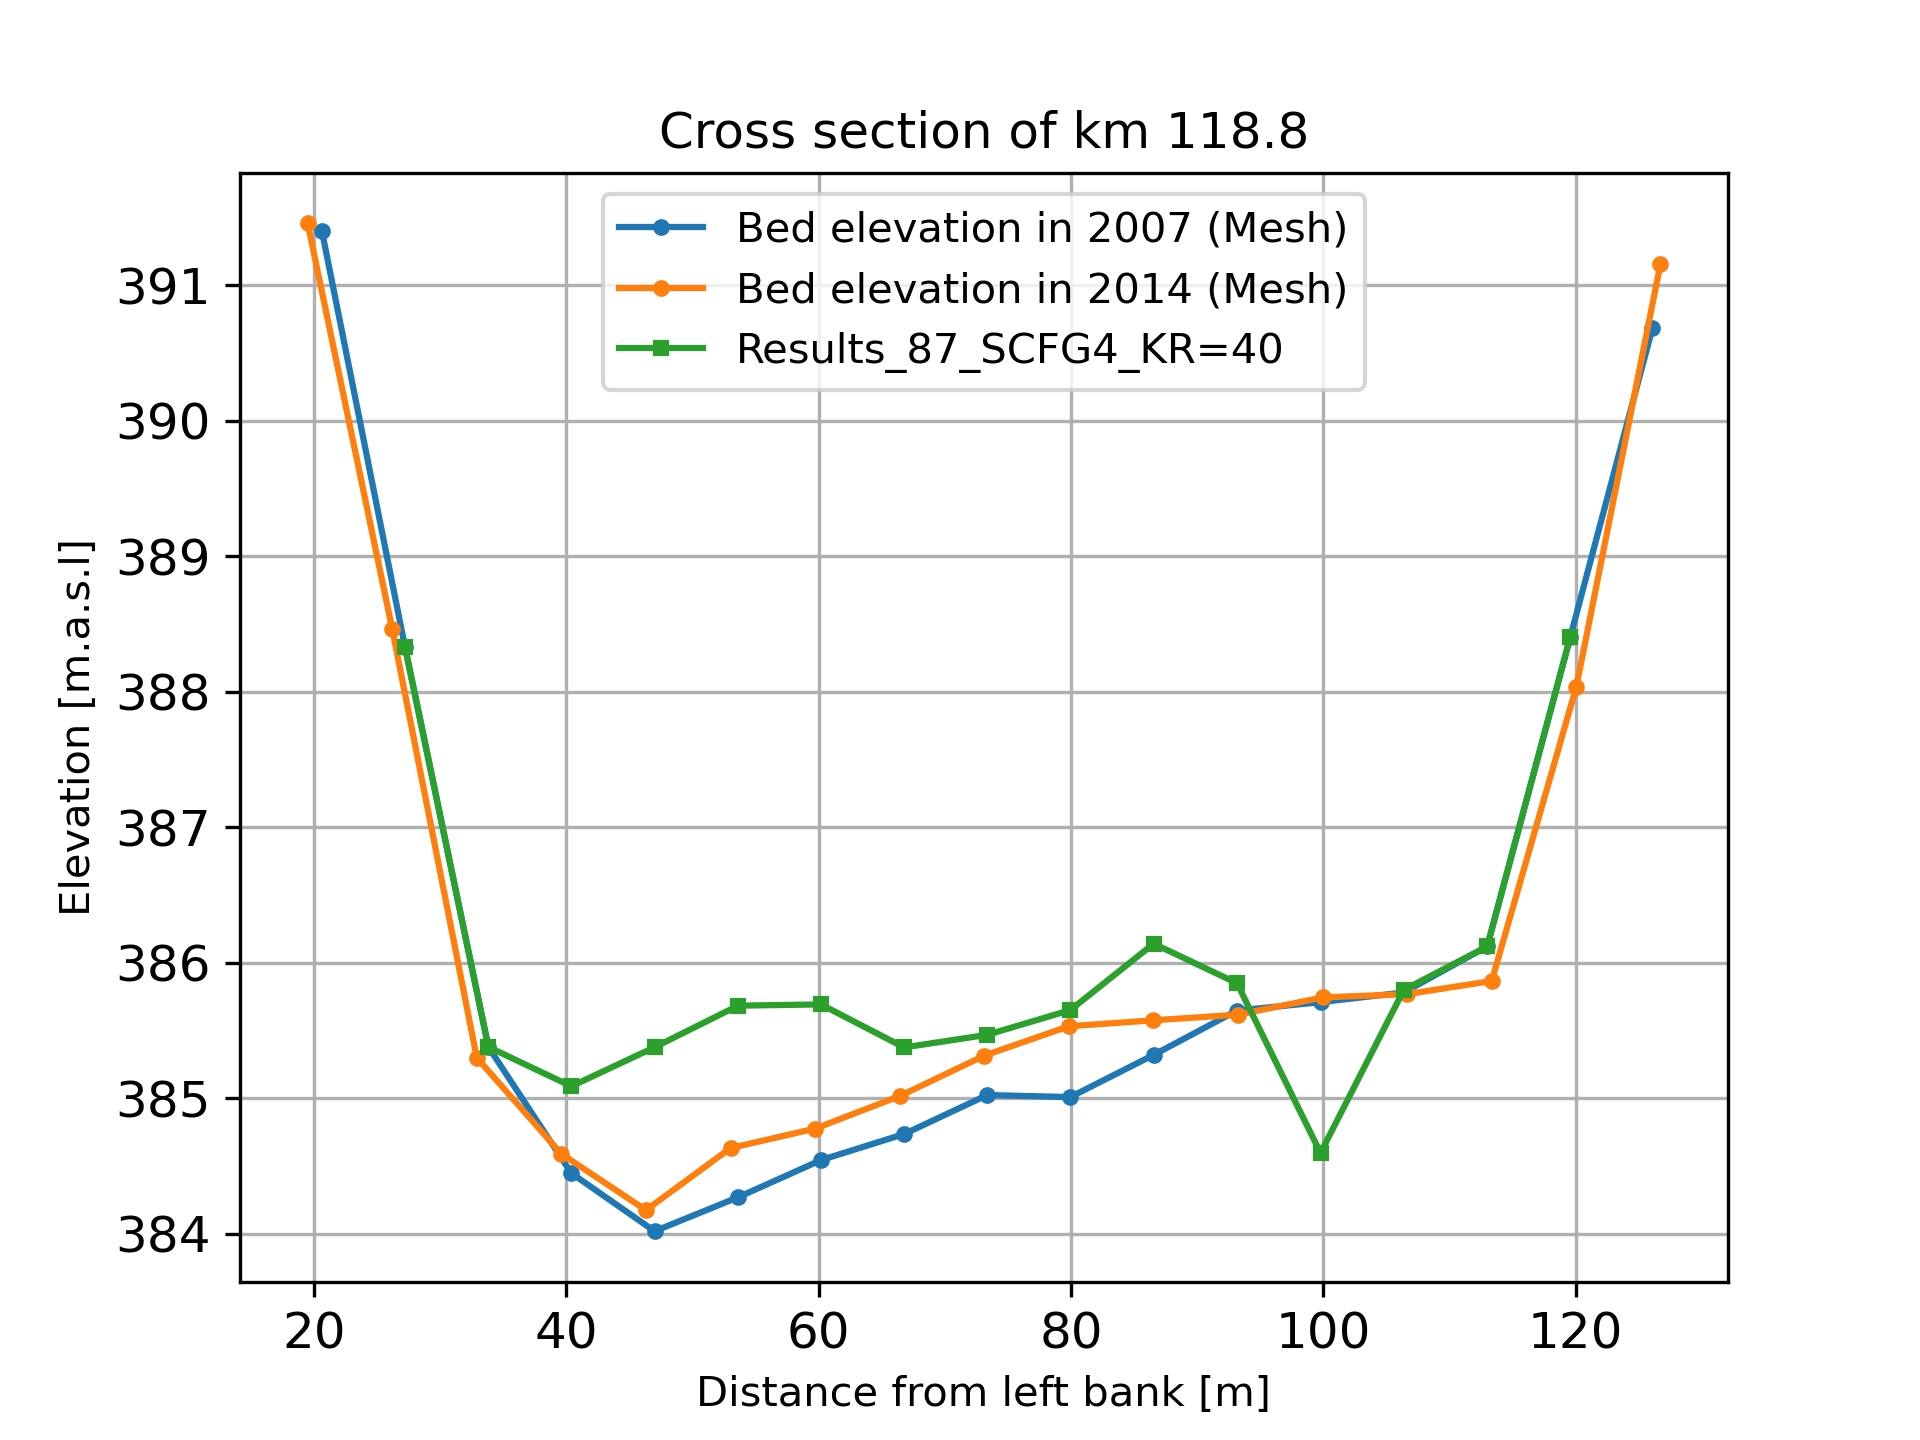 Cross section of km 118.8
Bed elevation in 2007 (Mesh)
Bed elevation in 2014 (Mesh)
Results_87_SCFG4_KR=40
391
390
389
388
387
386
385
384
Elevation [m.a.s.l]
20 40 60 80 100 120
Distance from left bank [m]